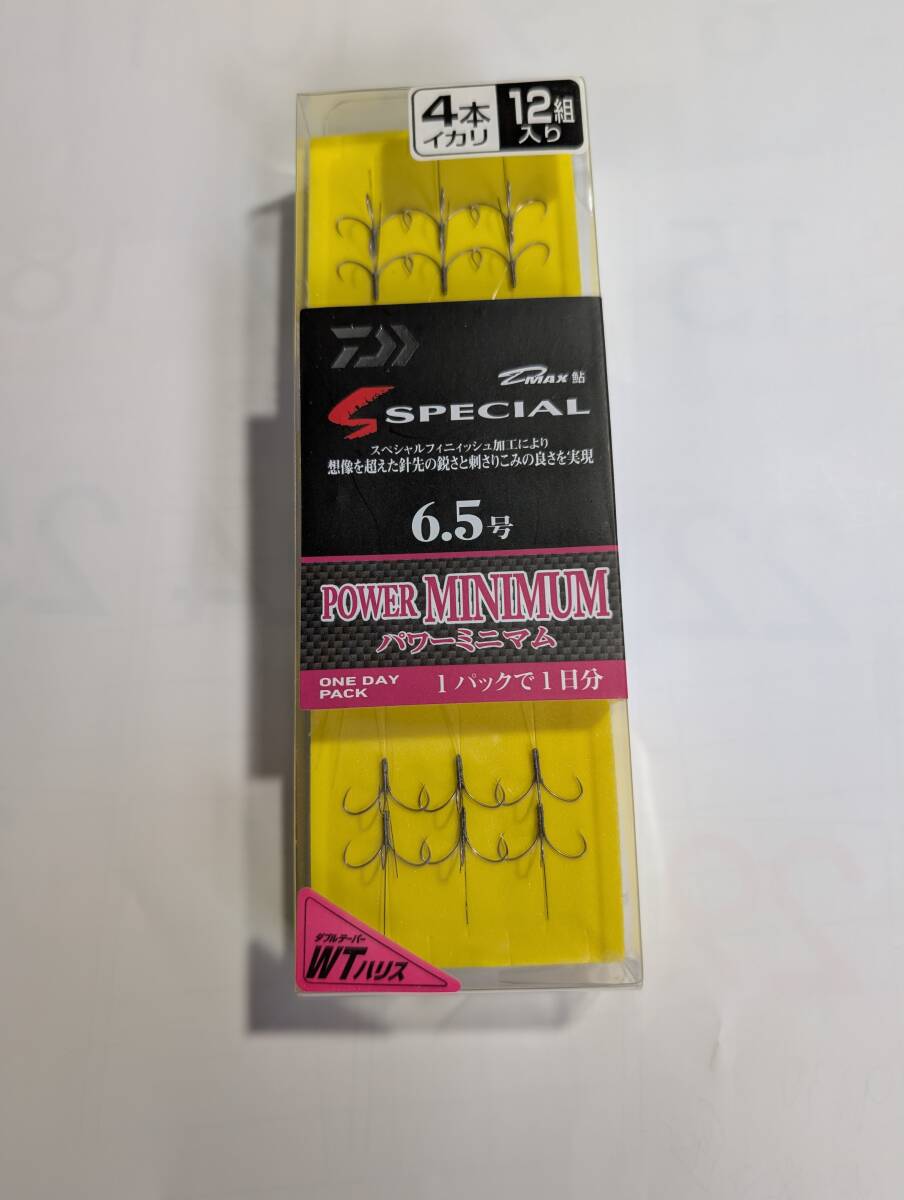 4本
イカリ
12組
入り
DMAX 鮎
S SPECIAL
スペシャルフィニィッシュ加工により
想像を超えた針先の鋭さと刺さりこみの良さを実現
6.5号
POWER MINIMUM
パワーミニマム
ONE DAY
PACK
1パックで1日分
ダブルテーパー
WTハリス